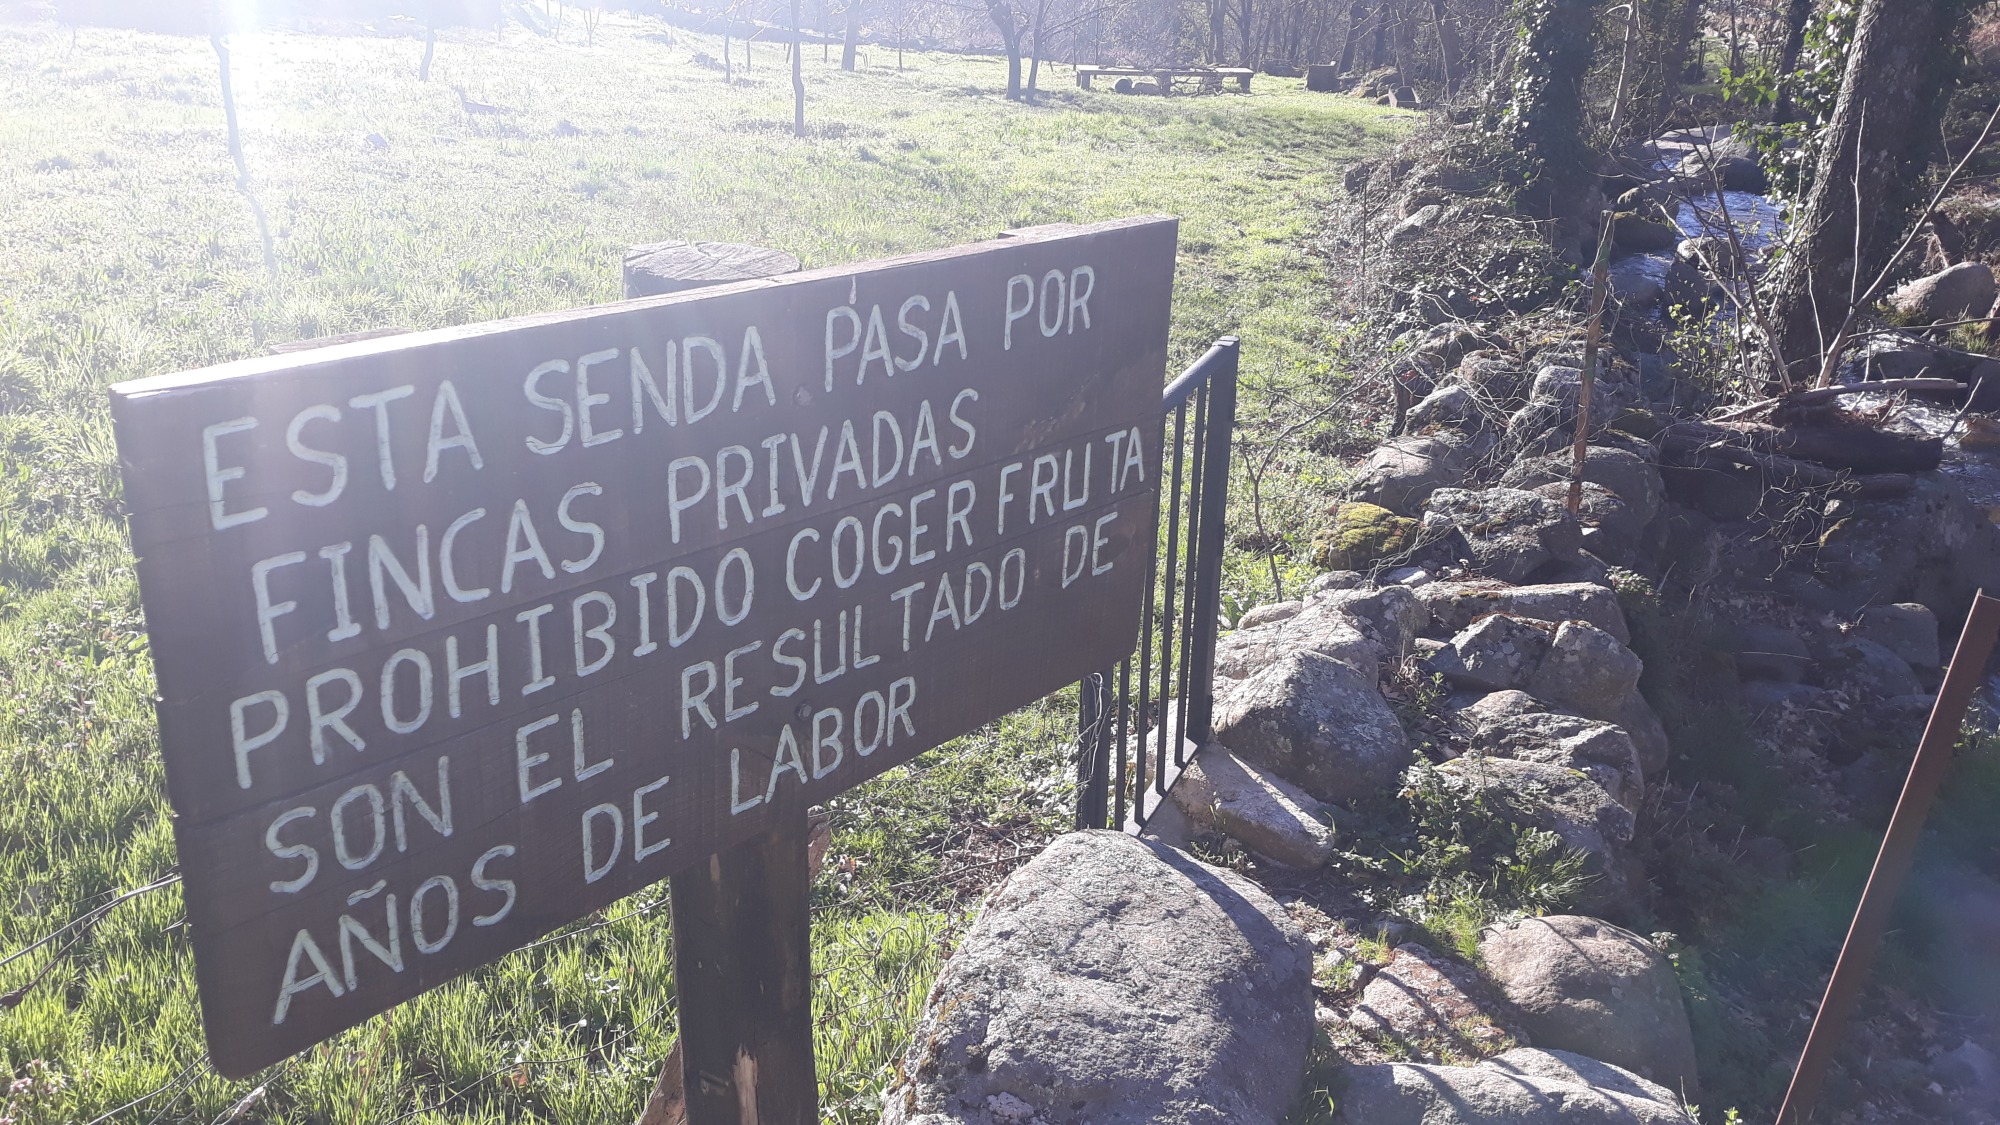 ESTA SENDA PASA POR
FINCAS PRIVADAS
PROHIBIDO COGER FRUTA
SON EL RESULTADO DE
AÑOS DE LABOR